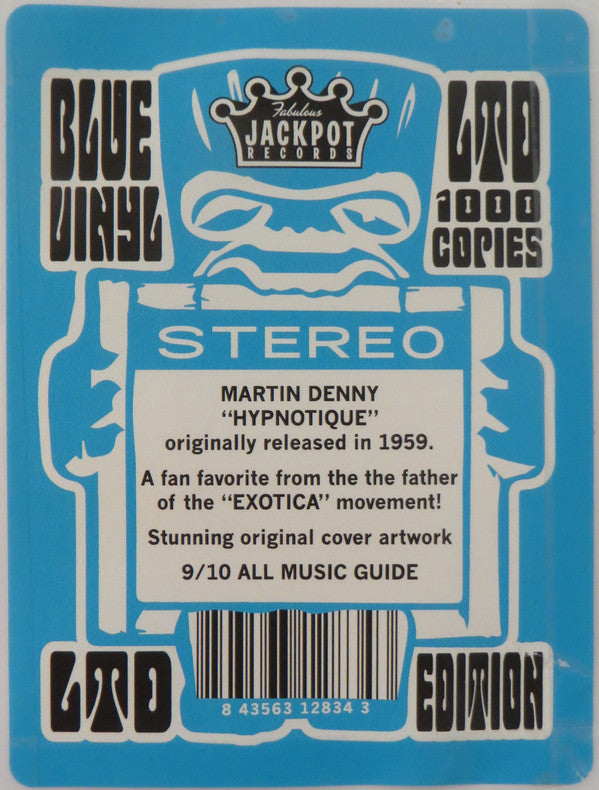 BLUE
VINYL
Fabulous
JACKPOT
RECORDS
LTD
1000
COPIES
STEREO
MARTIN DENNY
"HYPNOTIQUE"
originally released in 1959.
A fan favorite from the the father
of the "EXOTICA" movement!
Stunning original cover artwork
9/10 ALL MUSIC GUIDE
8 43563 12834 3
LTD
EDITION